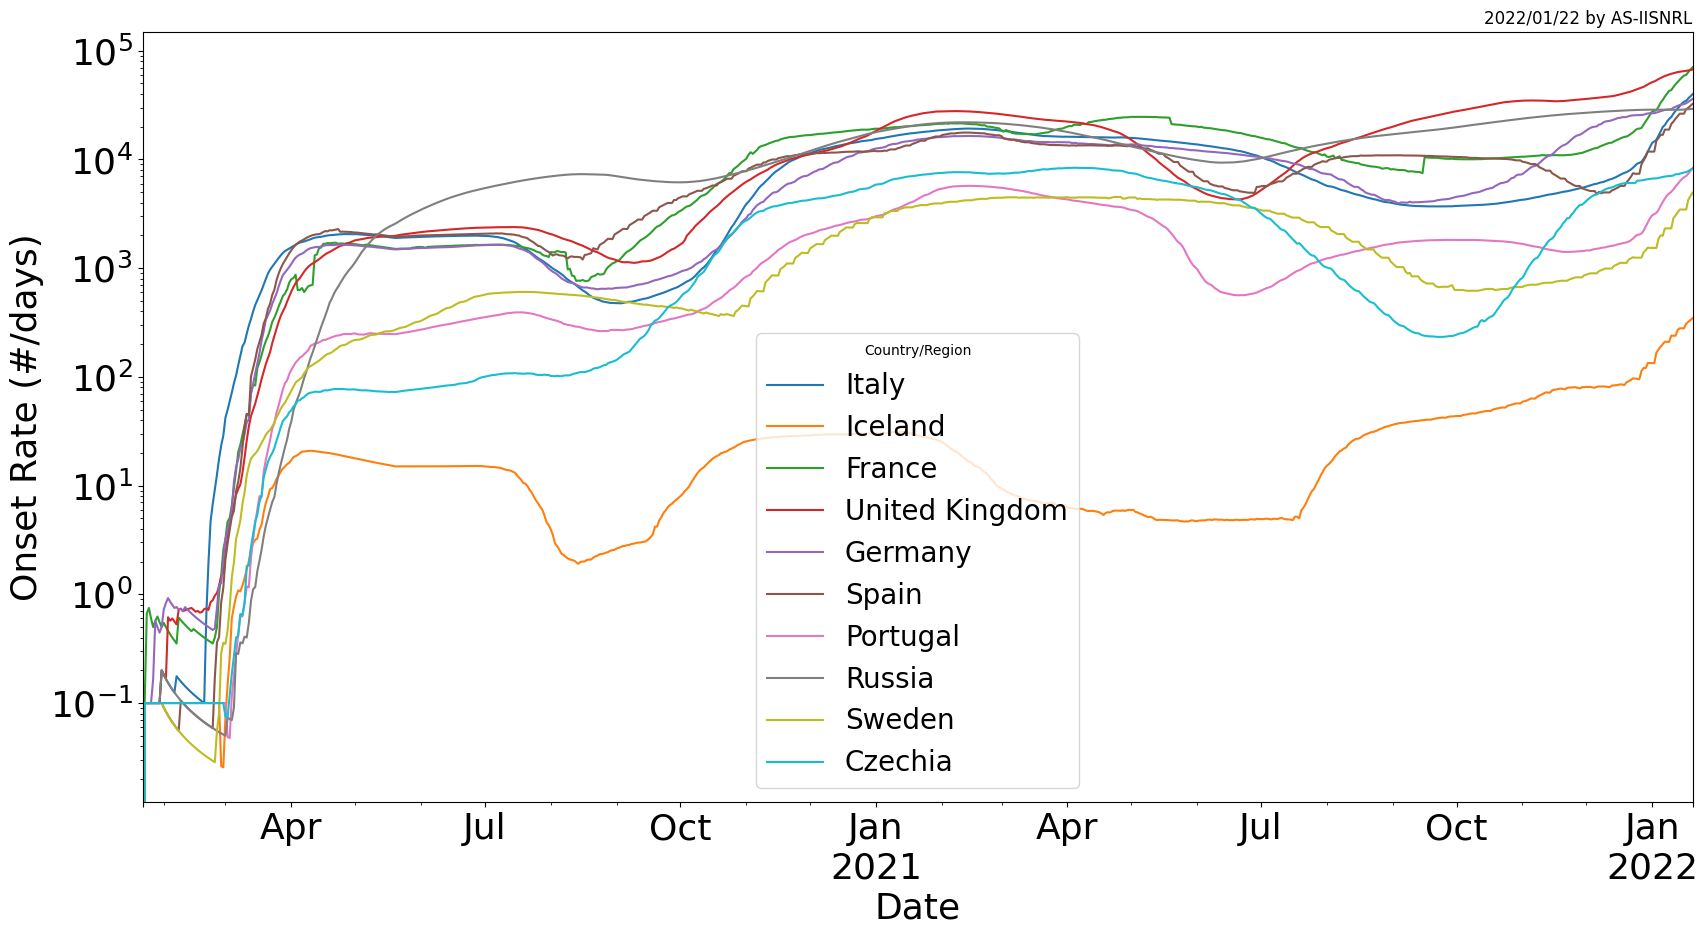 2022/01/22 by AS-IISNRL
Onset Rate (#/days)
10^5
10^4
10^3
10^2
10^1
10^0
10^−1
Country/Region
Italy
Iceland
France
United Kingdom
Germany
Spain
Portugal
Russia
Sweden
Czechia
Apr Jul Oct Jan Apr Jul Oct Jan
2021 2022
Date